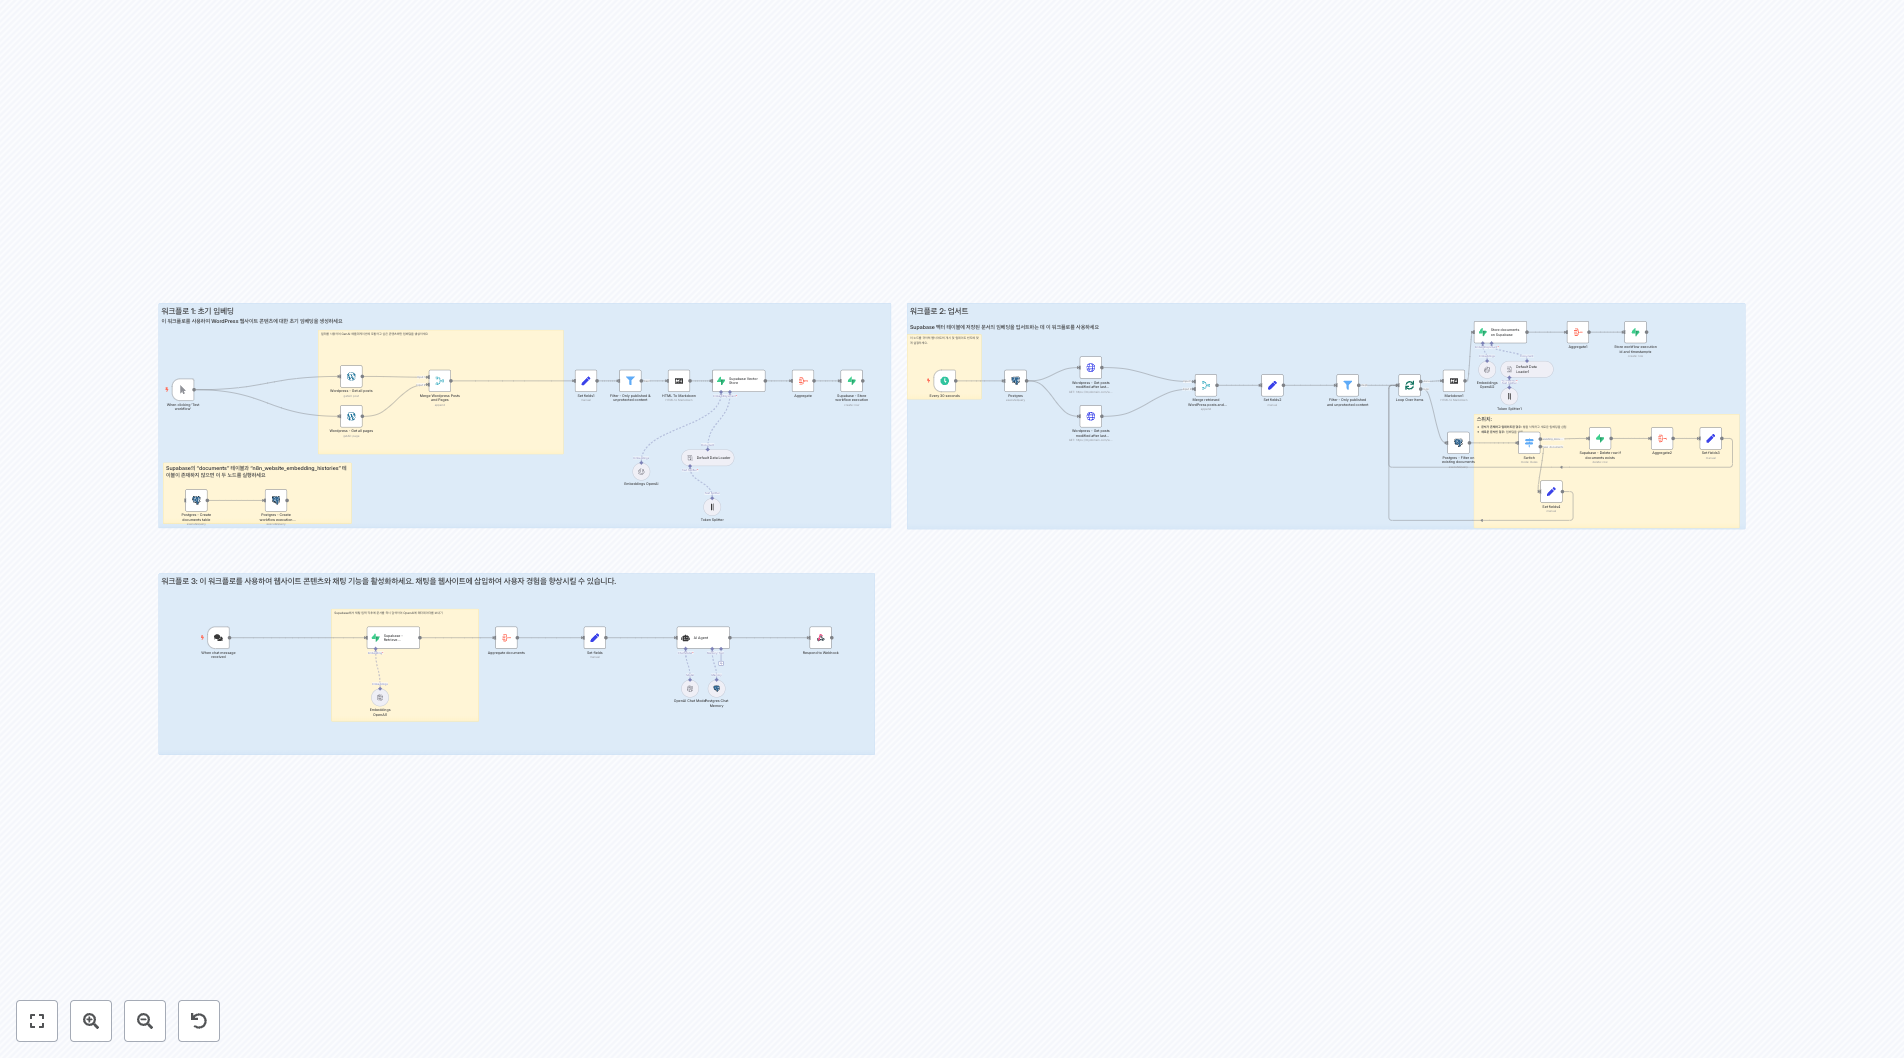 워크플로 1: 초기 임베딩
이 워크플로를 사용하여 WordPress 웹사이트 콘텐츠에 대한 초기 임베딩을 생성하세요
When clicking 'Test
workflow'
Wordpress - Get all posts
Wordpress - Get all pages
Merge Wordpress Posts
and Pages
Set fields1
Filter - Only published &
unprotected content
HTML To Markdown
Supabase Vector
Store
Aggregate
Supabase - Store
workflow execution
Embeddings OpenAI
Default Data Loader
Token Splitter
Supabase의 "documents" 테이블과 "n8n_website_embedding_histories" 테
이블이 존재하지 않으면 이 두 노드를 실행하세요
Postgres - Create
documents table
Postgres - Create
workflow execution...
워크플로 2: 업서트
Supabase 벡터 테이블에 저장된 문서의 임베딩을 업서트하는 데 이 워크플로를 사용하세요
Every 30 seconds
Postgres
Wordpress - Get posts
modified after last...
Wordpress - Get posts
modified after last...
Merge retrieved
WordPress posts and...
Set fields2
Filter - Only published
and unprotected content
Loop Over Items
Markdown1
Store documents
on Supabase
Aggregate1
Store workflow execution
id and timestamps
Embeddings
OpenAI2
Default Data
Loader1
Token Splitter1
Postgres - Filter on
existing documents
스위치:
Switch
Supabase - Delete row if
documents exists
Aggregate2
Set fields3
Set fields4
워크플로 3: 이 워크플로를 사용하여 웹사이트 콘텐츠와 채팅 기능을 활성화하세요. 채팅을 웹사이트에 삽입하여 사용자 경험을 향상시킬 수 있습니다.
When chat message
received
Supabase -
Retrieve...
Embeddings
OpenAI3
Aggregate documents
Set fields
AI Agent
OpenAI Chat Model
Postgres Chat
Memory
Respond to Webhook